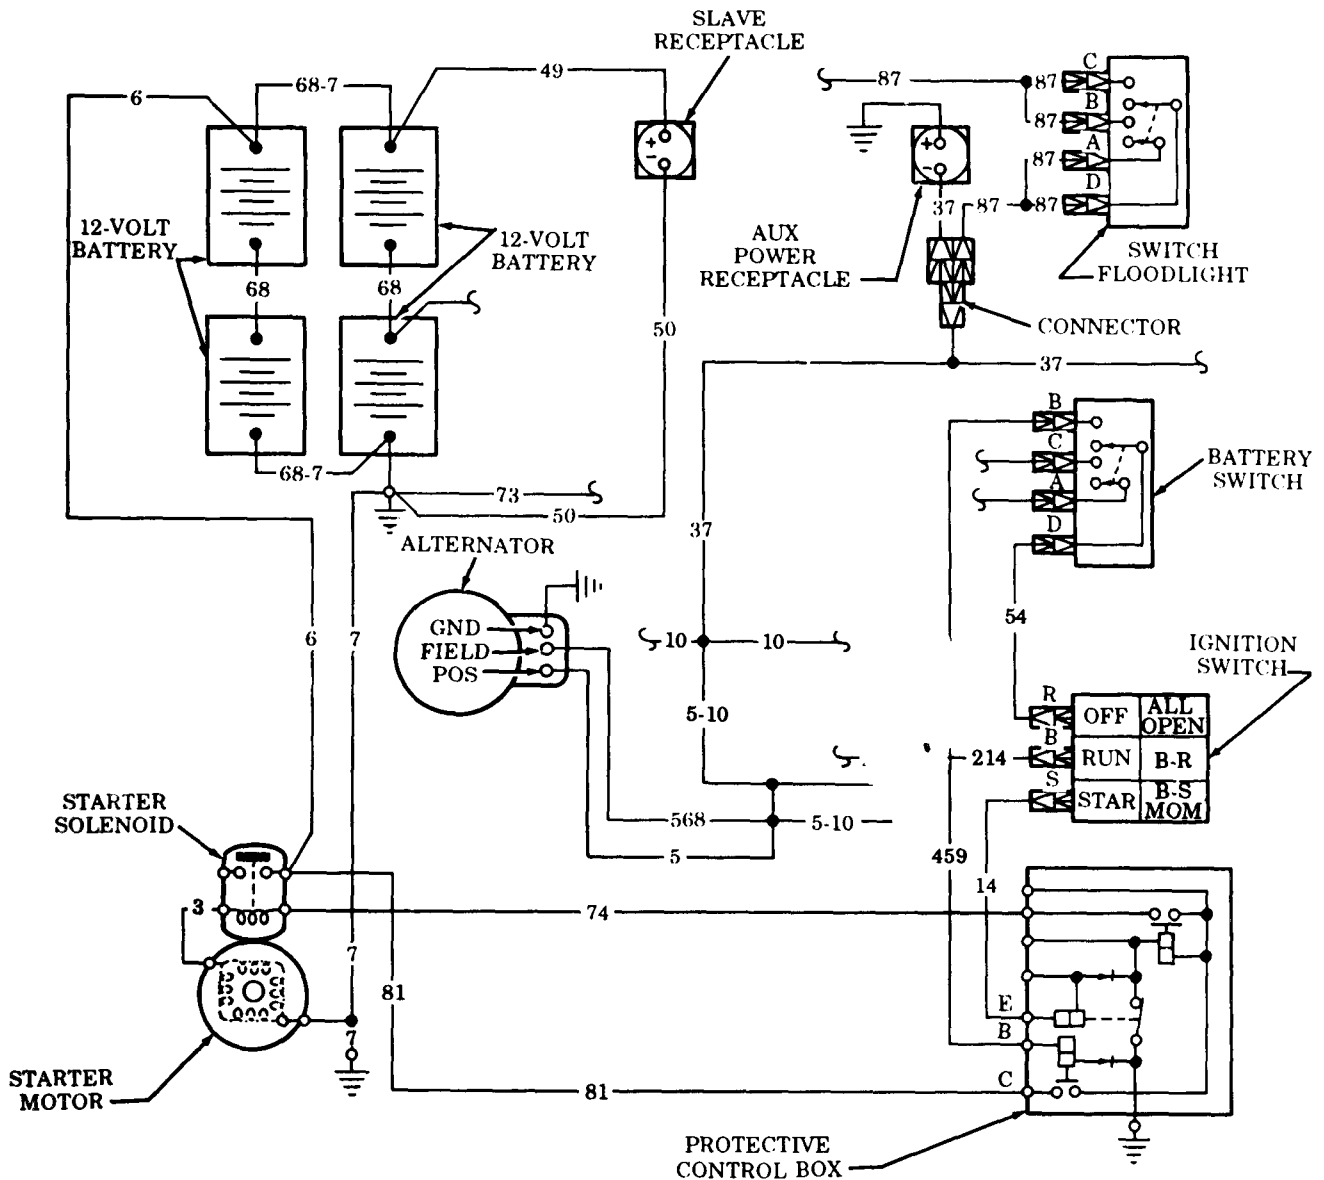 SLAVE
RECEPTACLE
6
68-7
49
87
87
C
87
B
87
A
87
D
87
87
37
+
-
+
-
12-VOLT
BATTERY
12-VOLT
BATTERY
AUX
POWER
RECEPTACLE
SWITCH
FLOODLIGHT
68
68
50
CONNECTOR
37
B
C
A
D
BATTERY
SWITCH
68-7
73
50
37
ALTERNATOR
6
7
GND
FIELD
POS
10
10
54
IGNITION
SWITCH
5-10
R
OFF
ALL
OPEN
B
214
RUN
B-R
S
STAR
B-S
MOM
STARTER
SOLENOID
568
5-10
5
459
14
3
74
7
81
E
B
7
C
81
STARTER
MOTOR
PROTECTIVE
CONTROL BOX